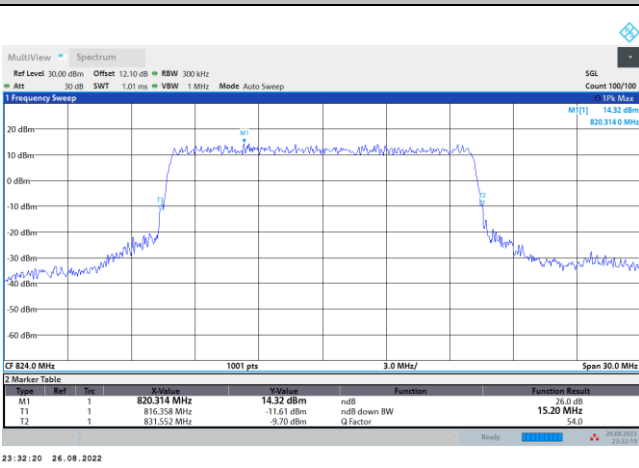 MultiView Spectrum
Ref Level 30.00 dBm Offset 12.10 dB RBW 300 kHz SGL
Att 30 dB SWT 1.01 ms VBW 1 MHz Mode Auto Sweep Count 100/100
1 Frequency Sweep 1Pk Max
M1[1] 14.32 dBm
820.314 0 MHz
20 dBm
M1
10 dBm
0 dBm
T1 T2
-10 dBm
-20 dBm
-30 dBm
-40 dBm
-60 dBm
CF 824.0 MHz 1001 pts 3.0 MHz/ Span 30.0 MHz
2 Marker Table
Type Ref Trc X-Value Y-Value Function Function Result
M1 1 820.314 MHz 14.32 dBm ndB 26.0 dB
T1 1 816.358 MHz -11.61 dBm ndB down BW 15.20 MHz
T2 1 831.552 MHz -9.70 dBm Q Factor 54.0
Ready 26.08.2022
23:32:19
23:32:20 26.08.2022